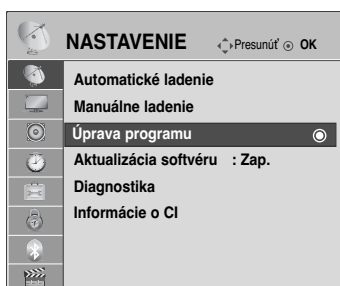 NASTAVENIE Presunúť OK
Automatické ladenie
Manuálne ladenie
Úprava programu
Aktualizácia softvéru : Zap.
Diagnostika
Informácie o CI